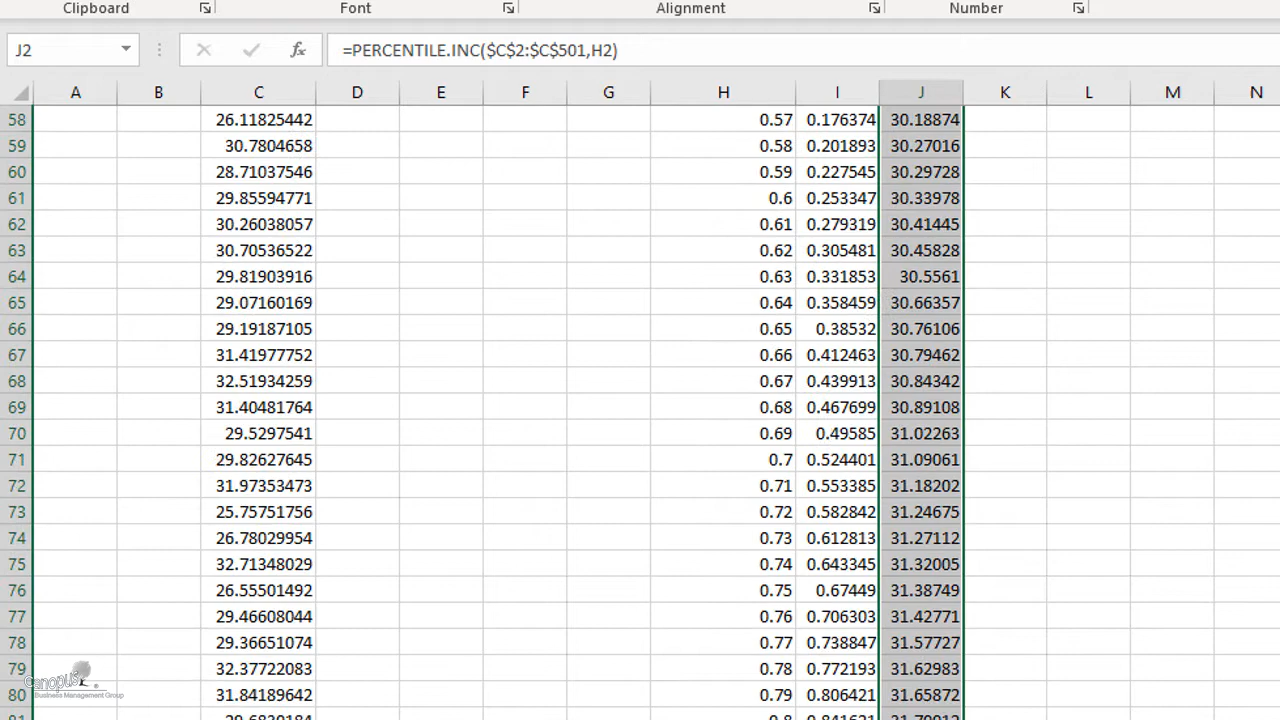 Clipboard Font Alignment Number
J2 fx =PERCENTILE.INC($C$2:$C$501,H2)
A B C D E F G H I J K L M N
58 26.11825442 0.57 0.176374 30.18874
59 30.7804658 0.58 0.201893 30.27016
60 28.71037546 0.59 0.227545 30.29728
61 29.85594771 0.6 0.253347 30.33978
62 30.26038057 0.61 0.279319 30.41445
63 30.70536522 0.62 0.305481 30.45828
64 29.81903916 0.63 0.331853 30.5561
65 29.07160169 0.64 0.358459 30.66357
66 29.19187105 0.65 0.38532 30.76106
67 31.41977752 0.66 0.412463 30.79462
68 32.51934259 0.67 0.439913 30.84342
69 31.40481764 0.68 0.467699 30.89108
70 29.5297541 0.69 0.49585 31.02263
71 29.82627645 0.7 0.524401 31.09061
72 31.97353473 0.71 0.553385 31.18202
73 25.75751756 0.72 0.582842 31.24675
74 26.78029954 0.73 0.612813 31.27112
75 32.71348029 0.74 0.643345 31.32005
76 26.55501492 0.75 0.67449 31.38749
77 29.46608044 0.76 0.706303 31.42771
78 29.36651074 0.77 0.738847 31.57727
79 32.37722083 0.78 0.772193 31.62983
80 31.84189642 0.79 0.806421 31.65872
canopus
Business Management Group